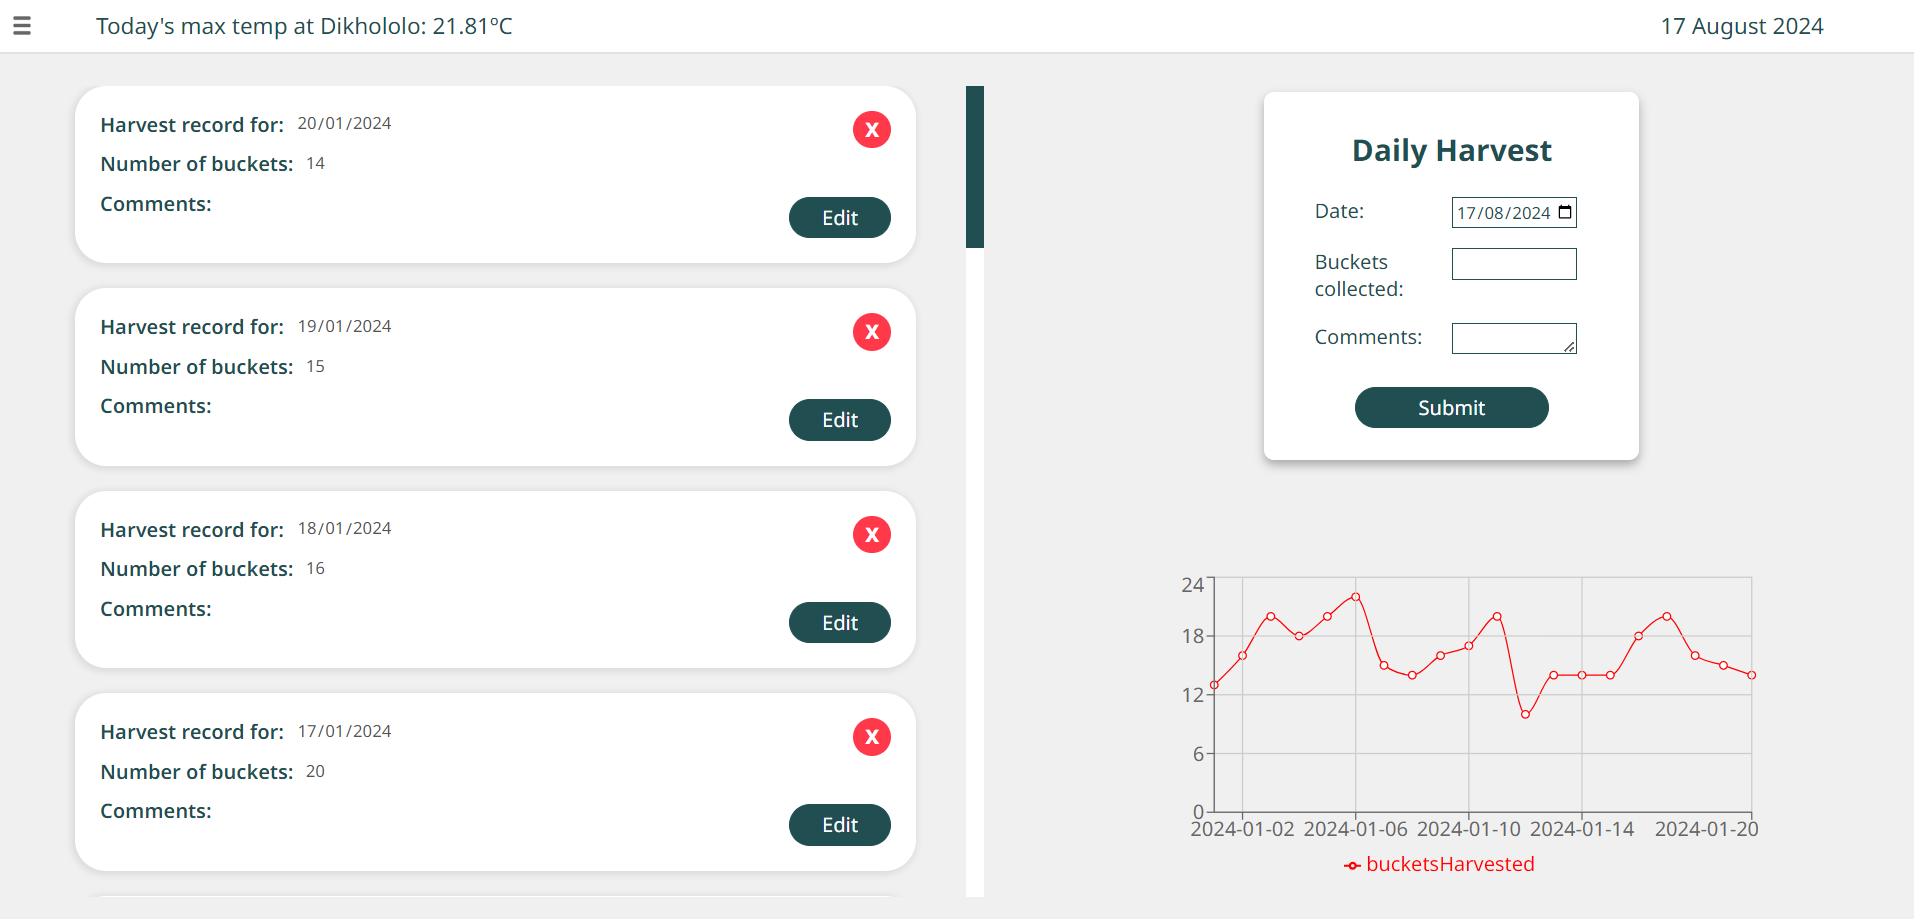 Today's max temp at Dikhololo: 21.81°C
17 August 2024
Harvest record for: 20/01/2024
X
Number of buckets: 14
Comments:
Edit
Harvest record for: 19/01/2024
X
Number of buckets: 15
Comments:
Edit
Harvest record for: 18/01/2024
X
Number of buckets: 16
Comments:
Edit
Harvest record for: 17/01/2024
X
Number of buckets: 20
Comments:
Edit
Daily Harvest
Date: 17/08/2024
Buckets
collected:
Comments:
Submit
24
18
12
6
0
2024-01-02 2024-01-06 2024-01-10 2024-01-14 2024-01-20
bucketsHarvested